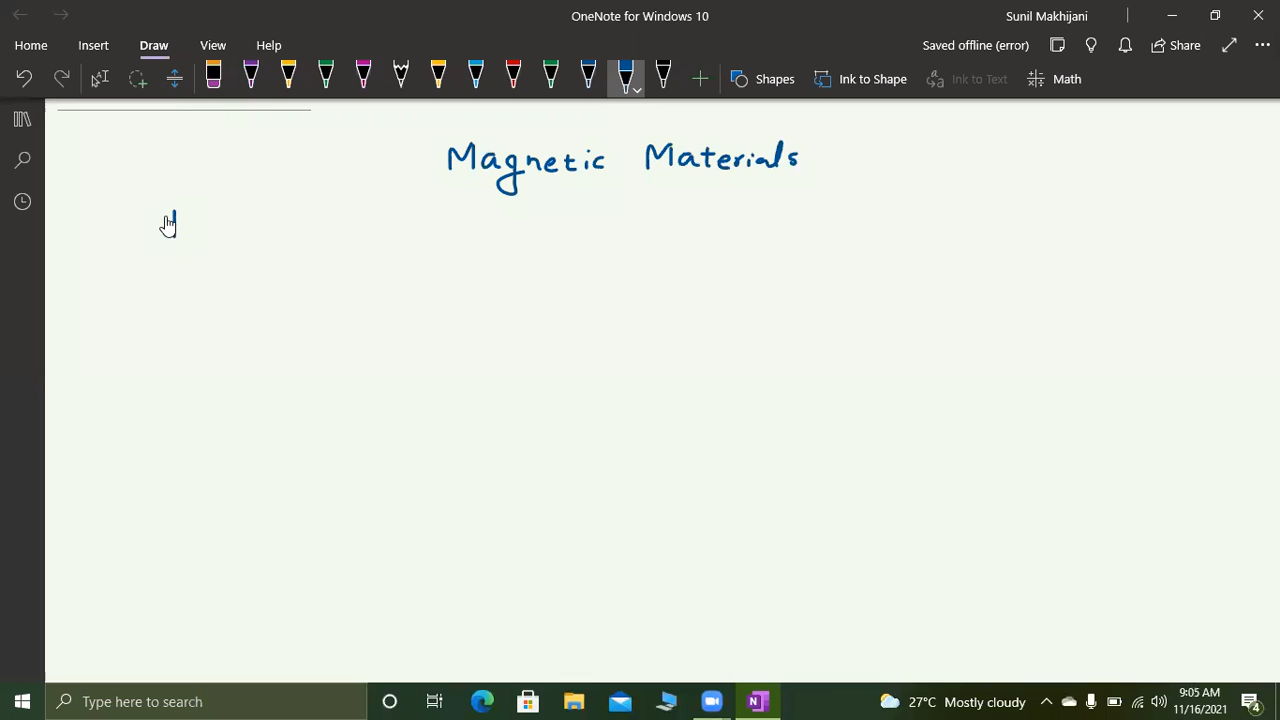 OneNote for Windows 10
Sunil Makhijani
Home Insert Draw View Help
Saved offline (error)
Share
Shapes
Ink to Shape
Ink to Text
Math
Magnetic Materials
Type here to search
27°C Mostly cloudy
9:05 AM
11/16/2021
4